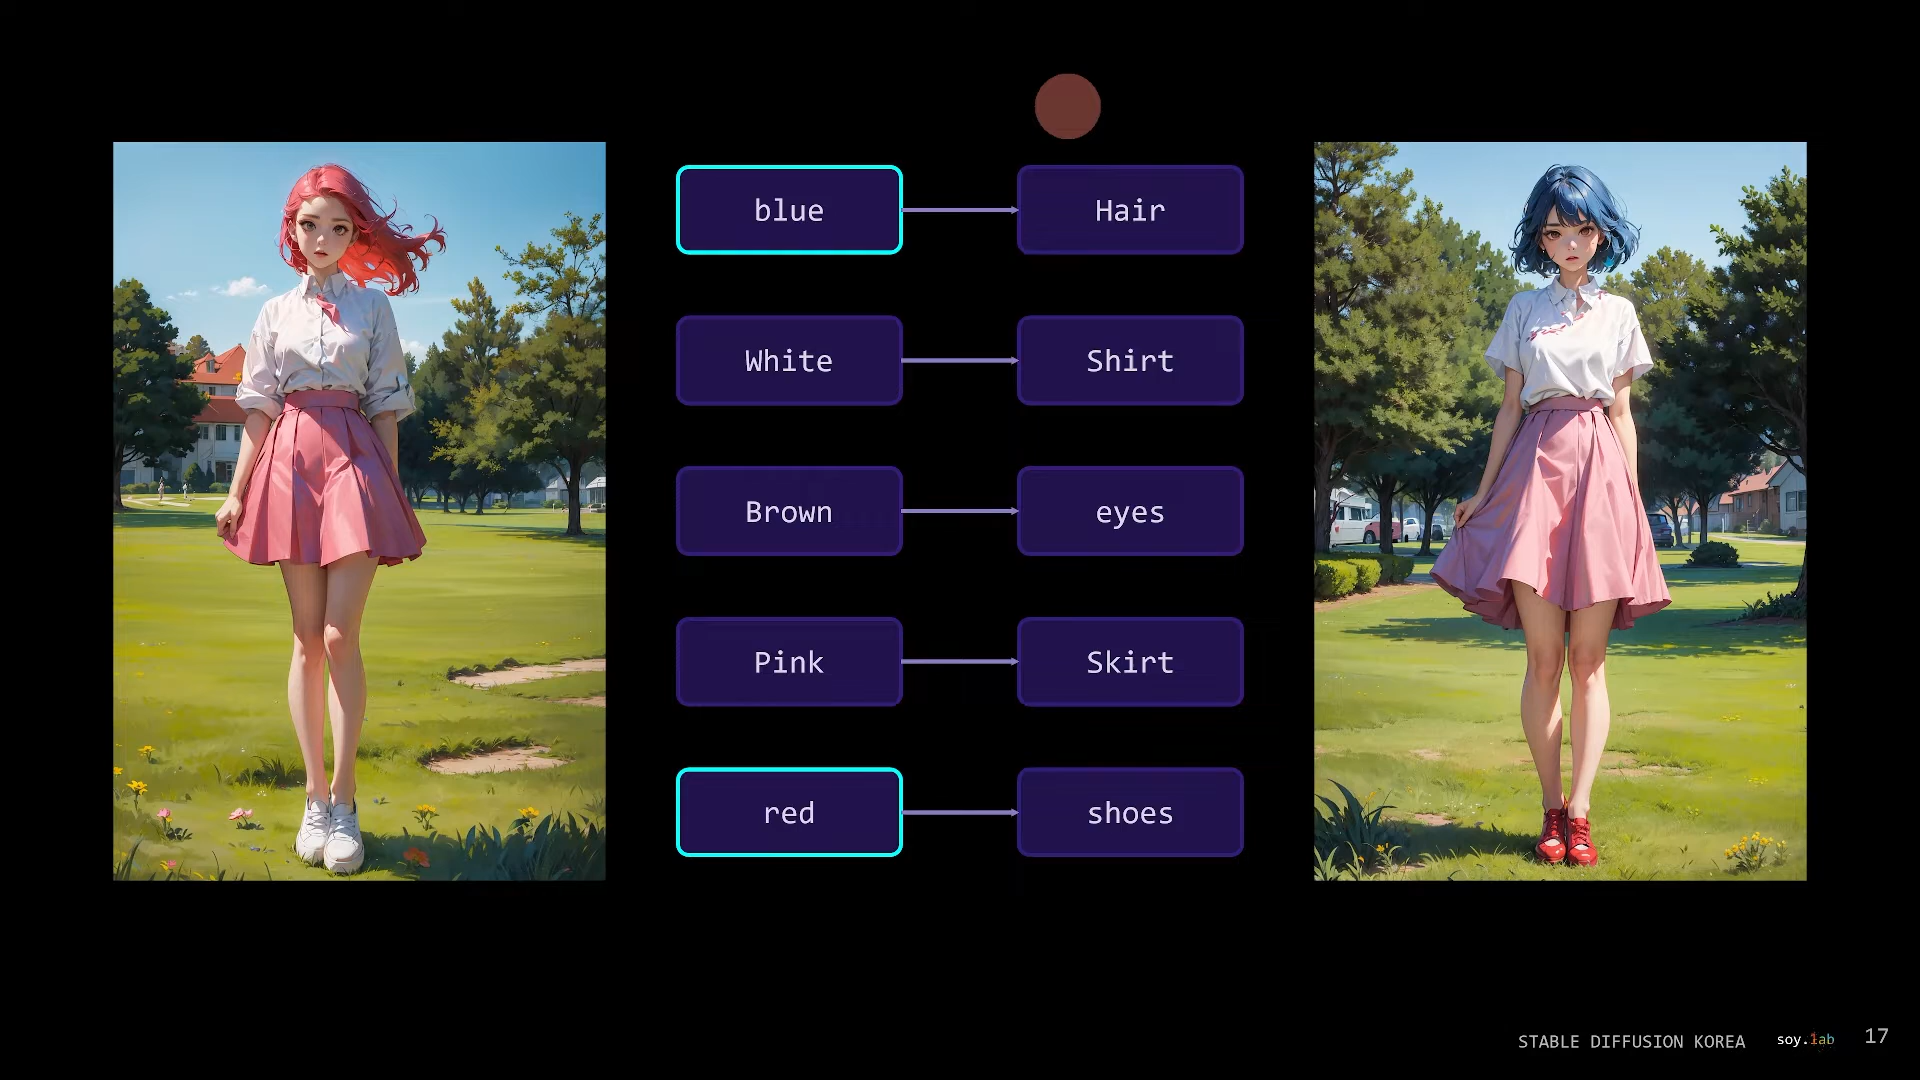 blue Hair
White Shirt
Brown eyes
Pink Skirt
red shoes
STABLE DIFFUSION KOREA soy.lab 17